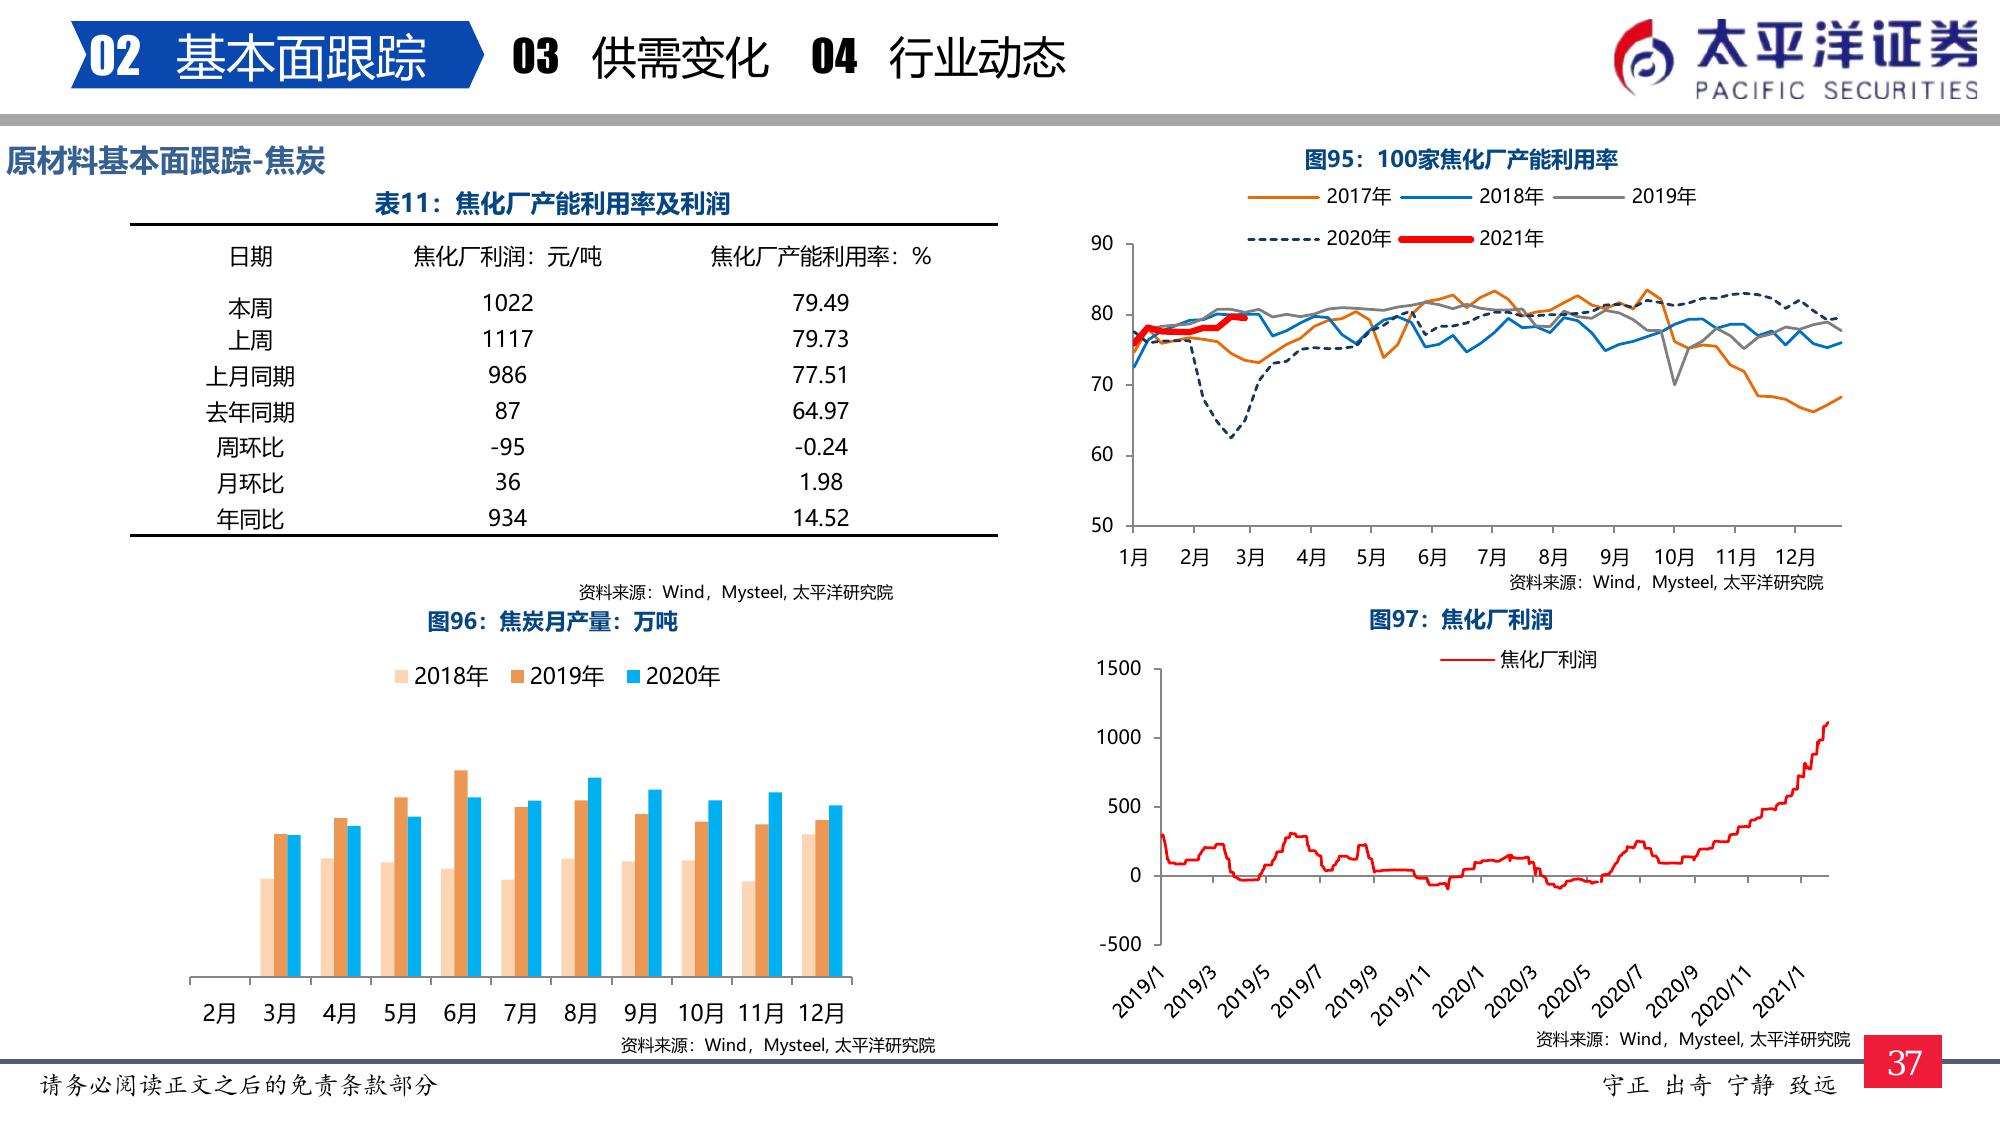 02 基本面跟踪 03 供需变化 04 行业动态
太平洋证券
PACIFIC SECURITIES
原材料基本面跟踪-焦炭
表11：焦化厂产能利用率及利润
日期 焦化厂利润：元/吨 焦化厂产能利用率：%
本周 1022 79.49
上周 1117 79.73
上月同期 986 77.51
去年同期 87 64.97
周环比 -95 -0.24
月环比 36 1.98
年同比 934 14.52
资料来源：Wind，Mysteel, 太平洋研究院
图95：100家焦化厂产能利用率
2017年 2018年 2019年
2020年 2021年
90
80
70
60
50
1月 2月 3月 4月 5月 6月 7月 8月 9月 10月 11月 12月
资料来源：Wind，Mysteel, 太平洋研究院
图96：焦炭月产量：万吨
2018年 2019年 2020年
2月 3月 4月 5月 6月 7月 8月 9月 10月 11月 12月
资料来源：Wind，Mysteel, 太平洋研究院
图97：焦化厂利润
焦化厂利润
1500
1000
500
0
-500
2019/1 2019/3 2019/5 2019/7 2019/9 2019/11 2020/1 2020/3 2020/5 2020/7 2020/9 2020/11 2021/1
资料来源：Wind，Mysteel, 太平洋研究院
请务必阅读正文之后的免责条款部分
守正 出奇 宁静 致远
37